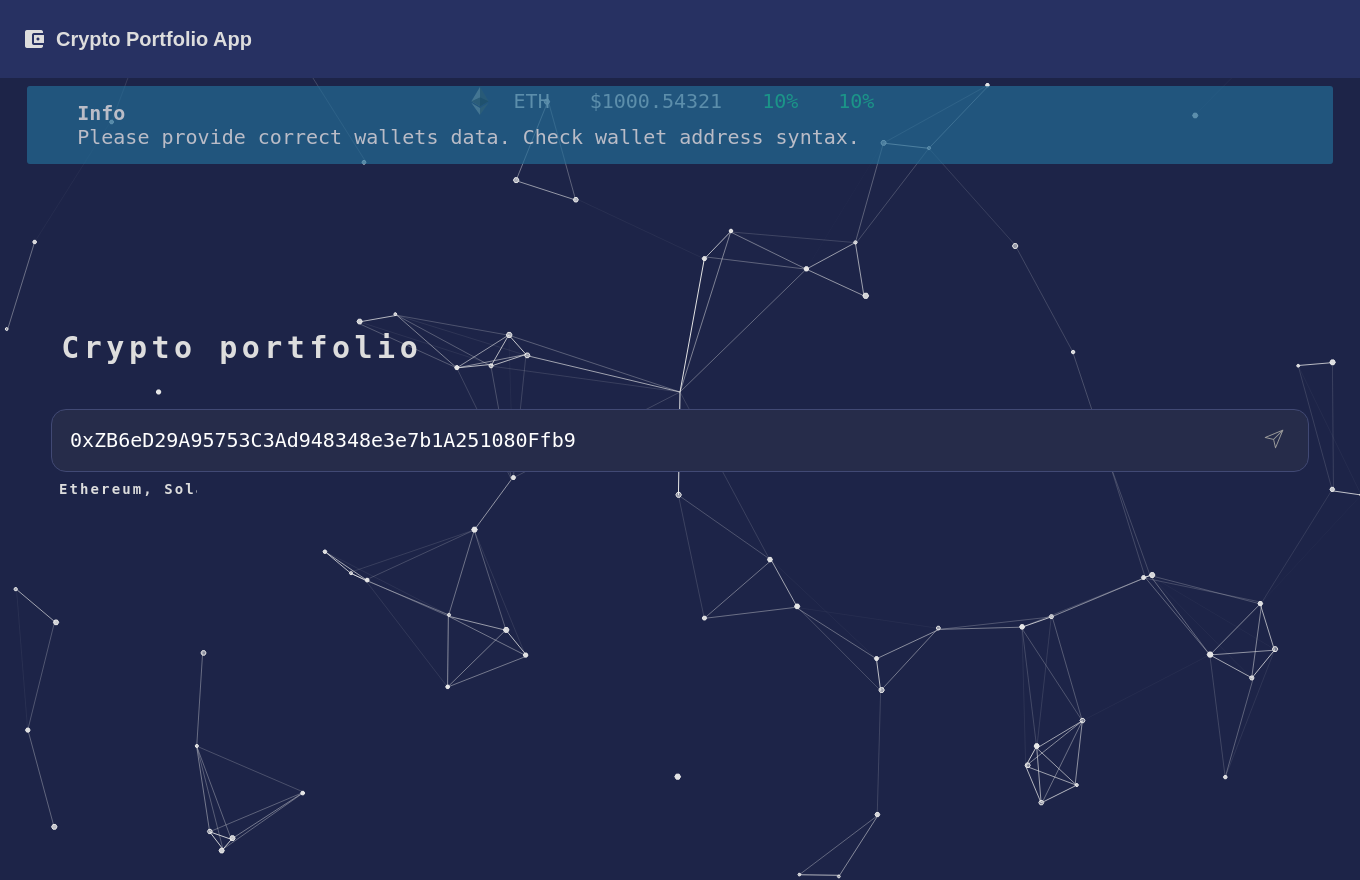 Crypto Portfolio App
ETH $1000.54321 10% 10%
Info
Please provide correct wallets data. Check wallet address syntax.
Crypto portfolio
0xZB6eD29A95753C3Ad948348e3e7b1A251080Ffb9
Ethereum, Sol